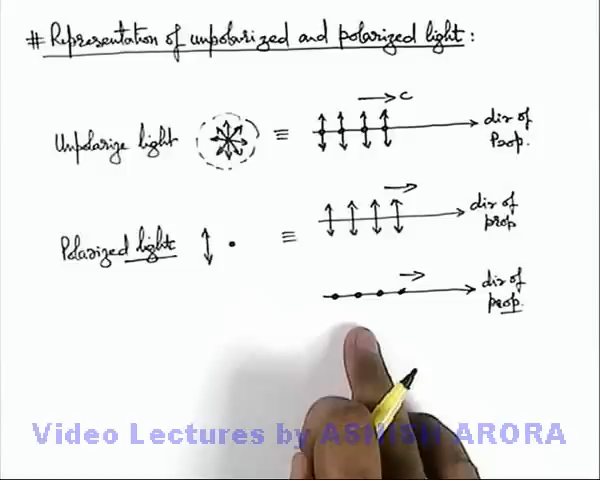 # Representation of unpolarized and polarized light :
c
Unpolarize light ≡ dir of Prop.
Polarized light ≡ dir of prop
dir of prop.
Video Lectures by ASHISH ARORA